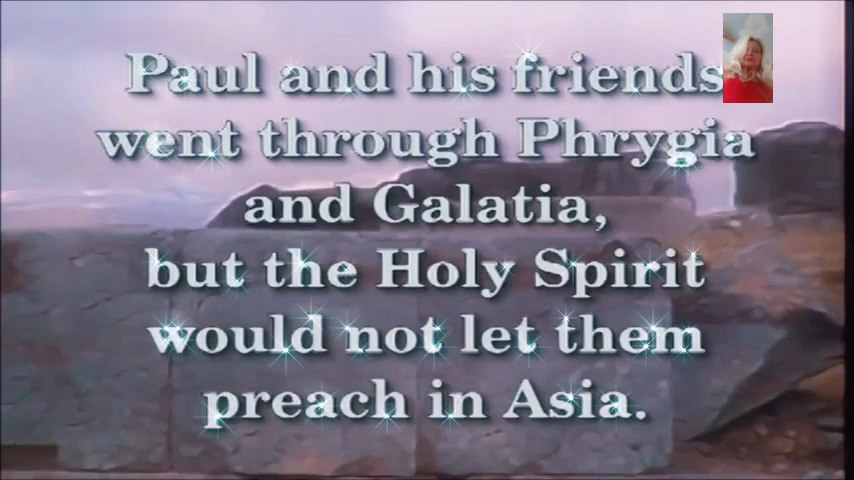 Paul and his friends
went through Phrygia
and Galatia,
but the Holy Spirit
would not let them
preach in Asia.